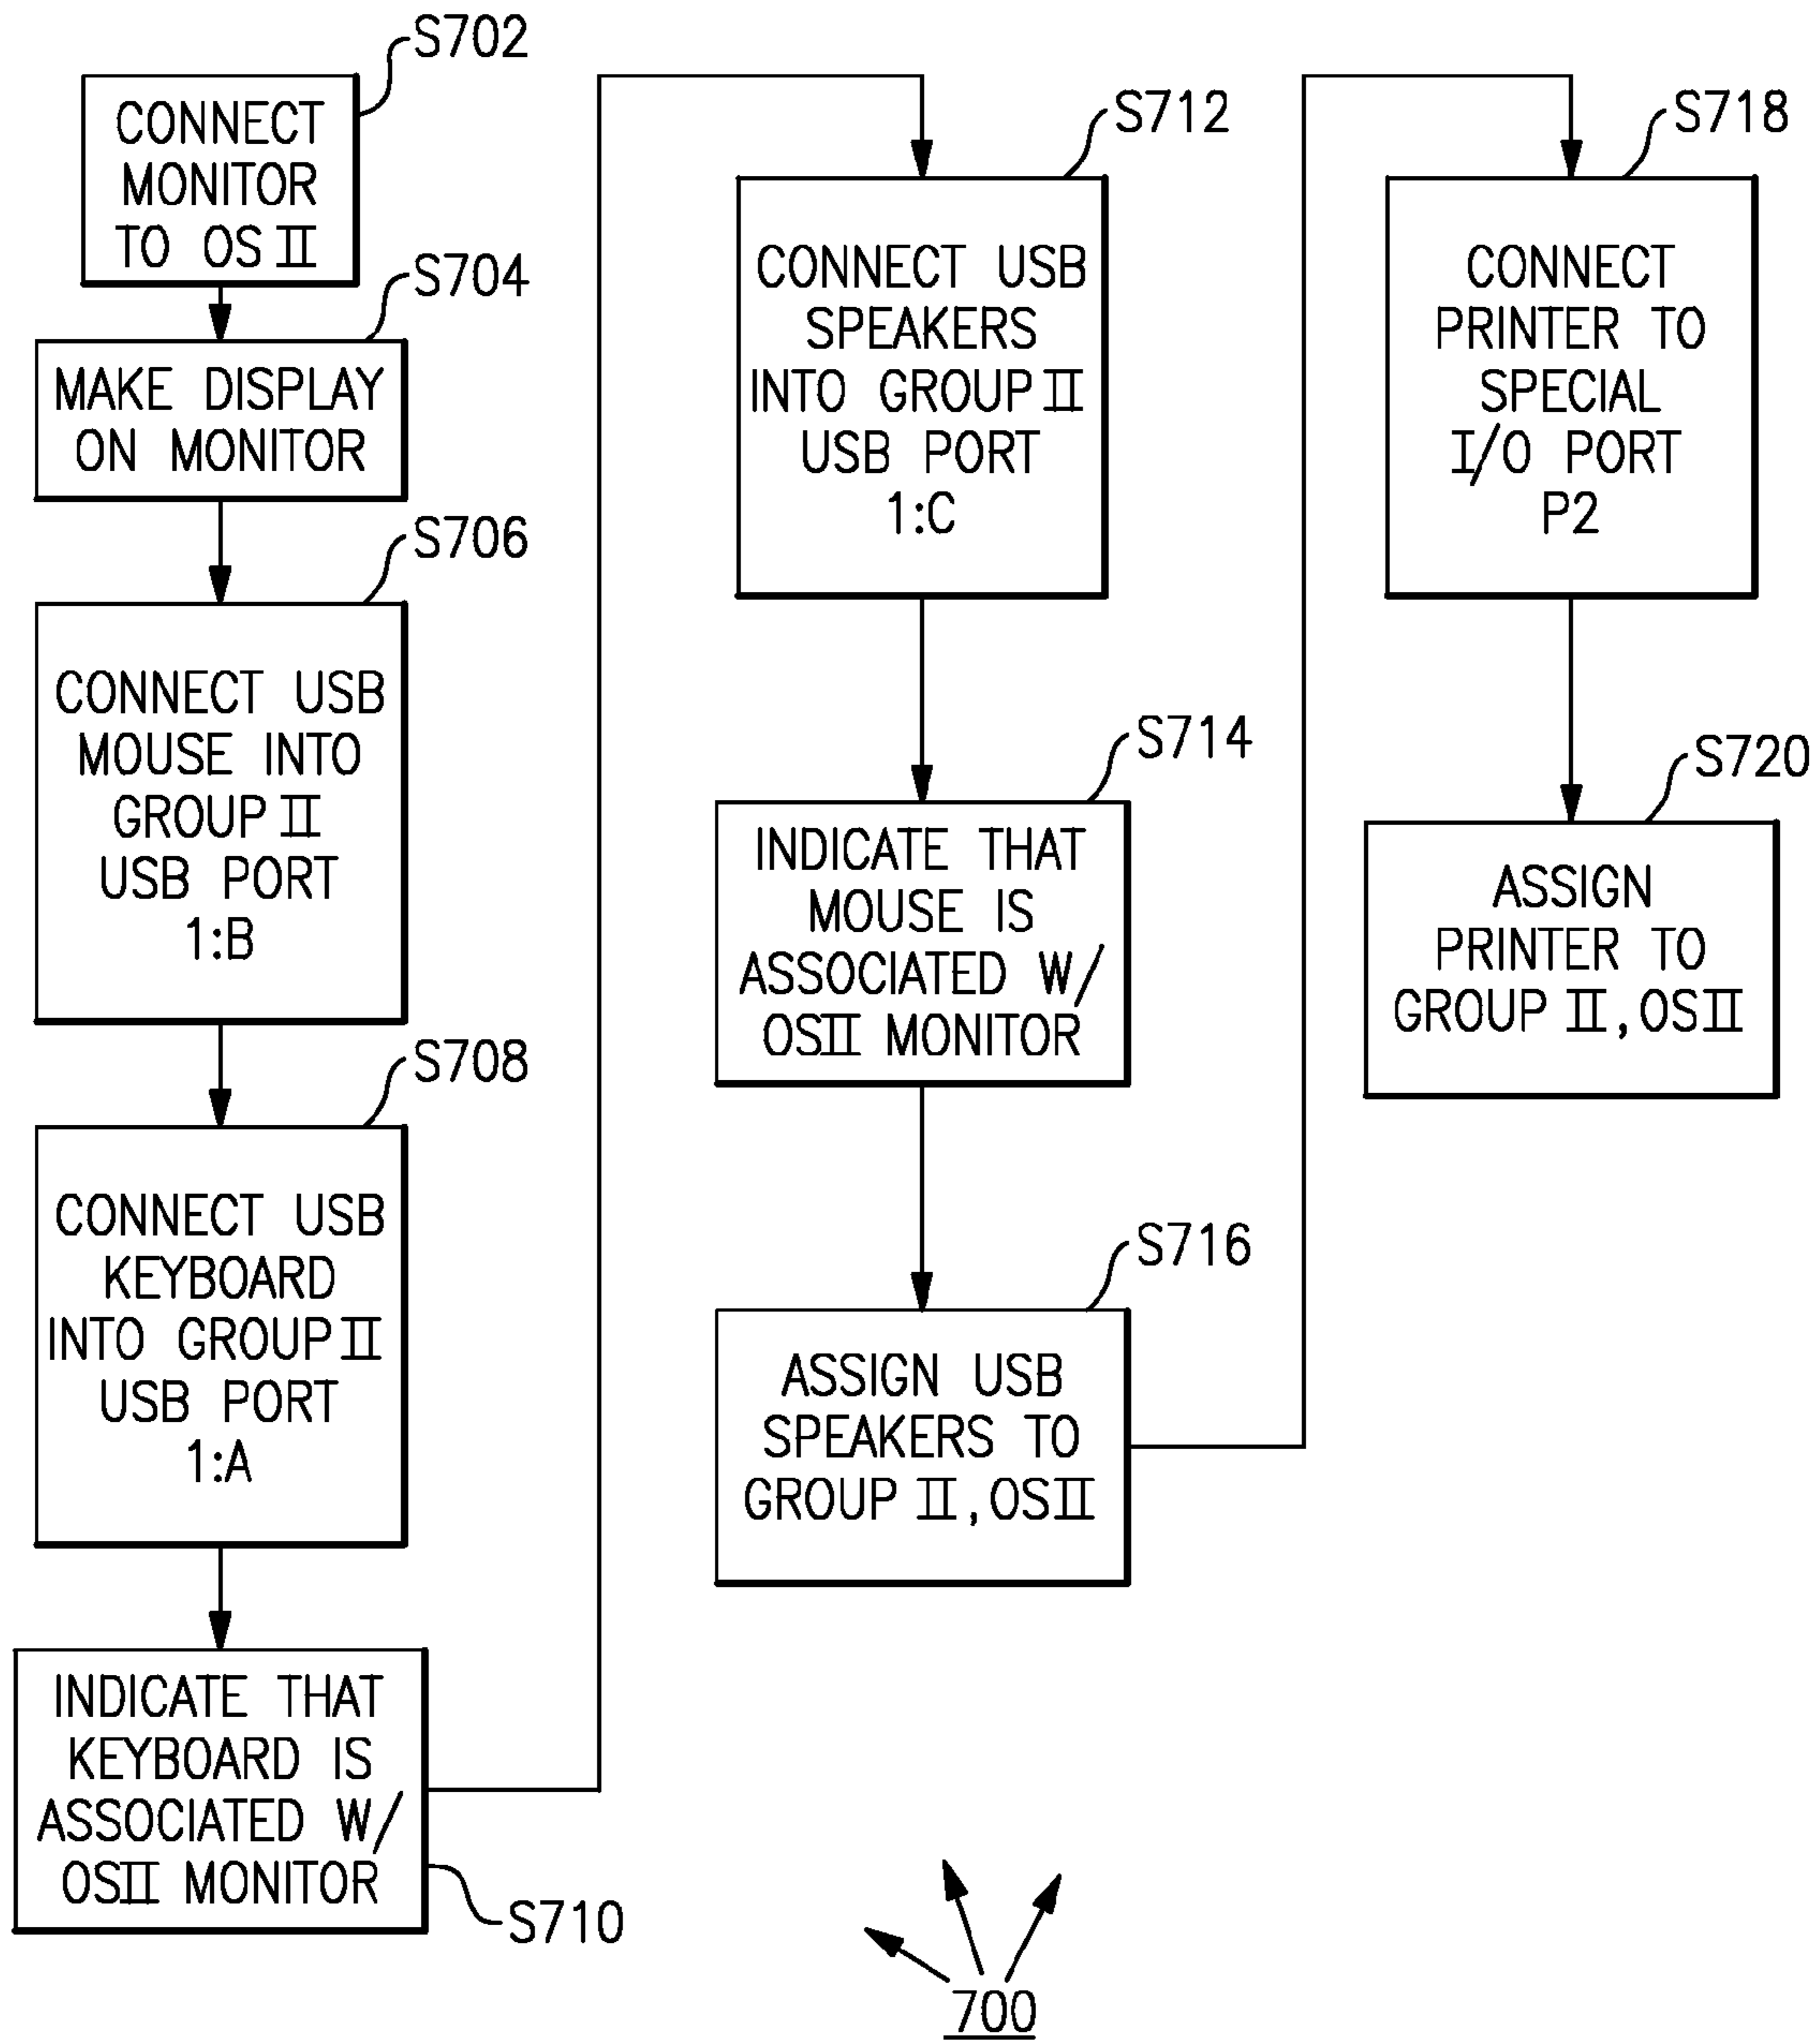 S702
CONNECT
MONITOR
TO OS II
S704
MAKE DISPLAY
ON MONITOR
S706
CONNECT USB
MOUSE INTO
GROUP II
USB PORT
1:B
S708
CONNECT USB
KEYBOARD
INTO GROUP II
USB PORT
1:A
INDICATE THAT
KEYBOARD IS
ASSOCIATED W/
OSII MONITOR
S710
S712
CONNECT USB
SPEAKERS
INTO GROUP II
USB PORT
1:C
S714
INDICATE THAT
MOUSE IS
ASSOCIATED W/
OSII MONITOR
S716
ASSIGN USB
SPEAKERS TO
GROUP II, OSII
S718
CONNECT
PRINTER TO
SPECIAL
I/O PORT
P2
S720
ASSIGN
PRINTER TO
GROUP II, OSII
700